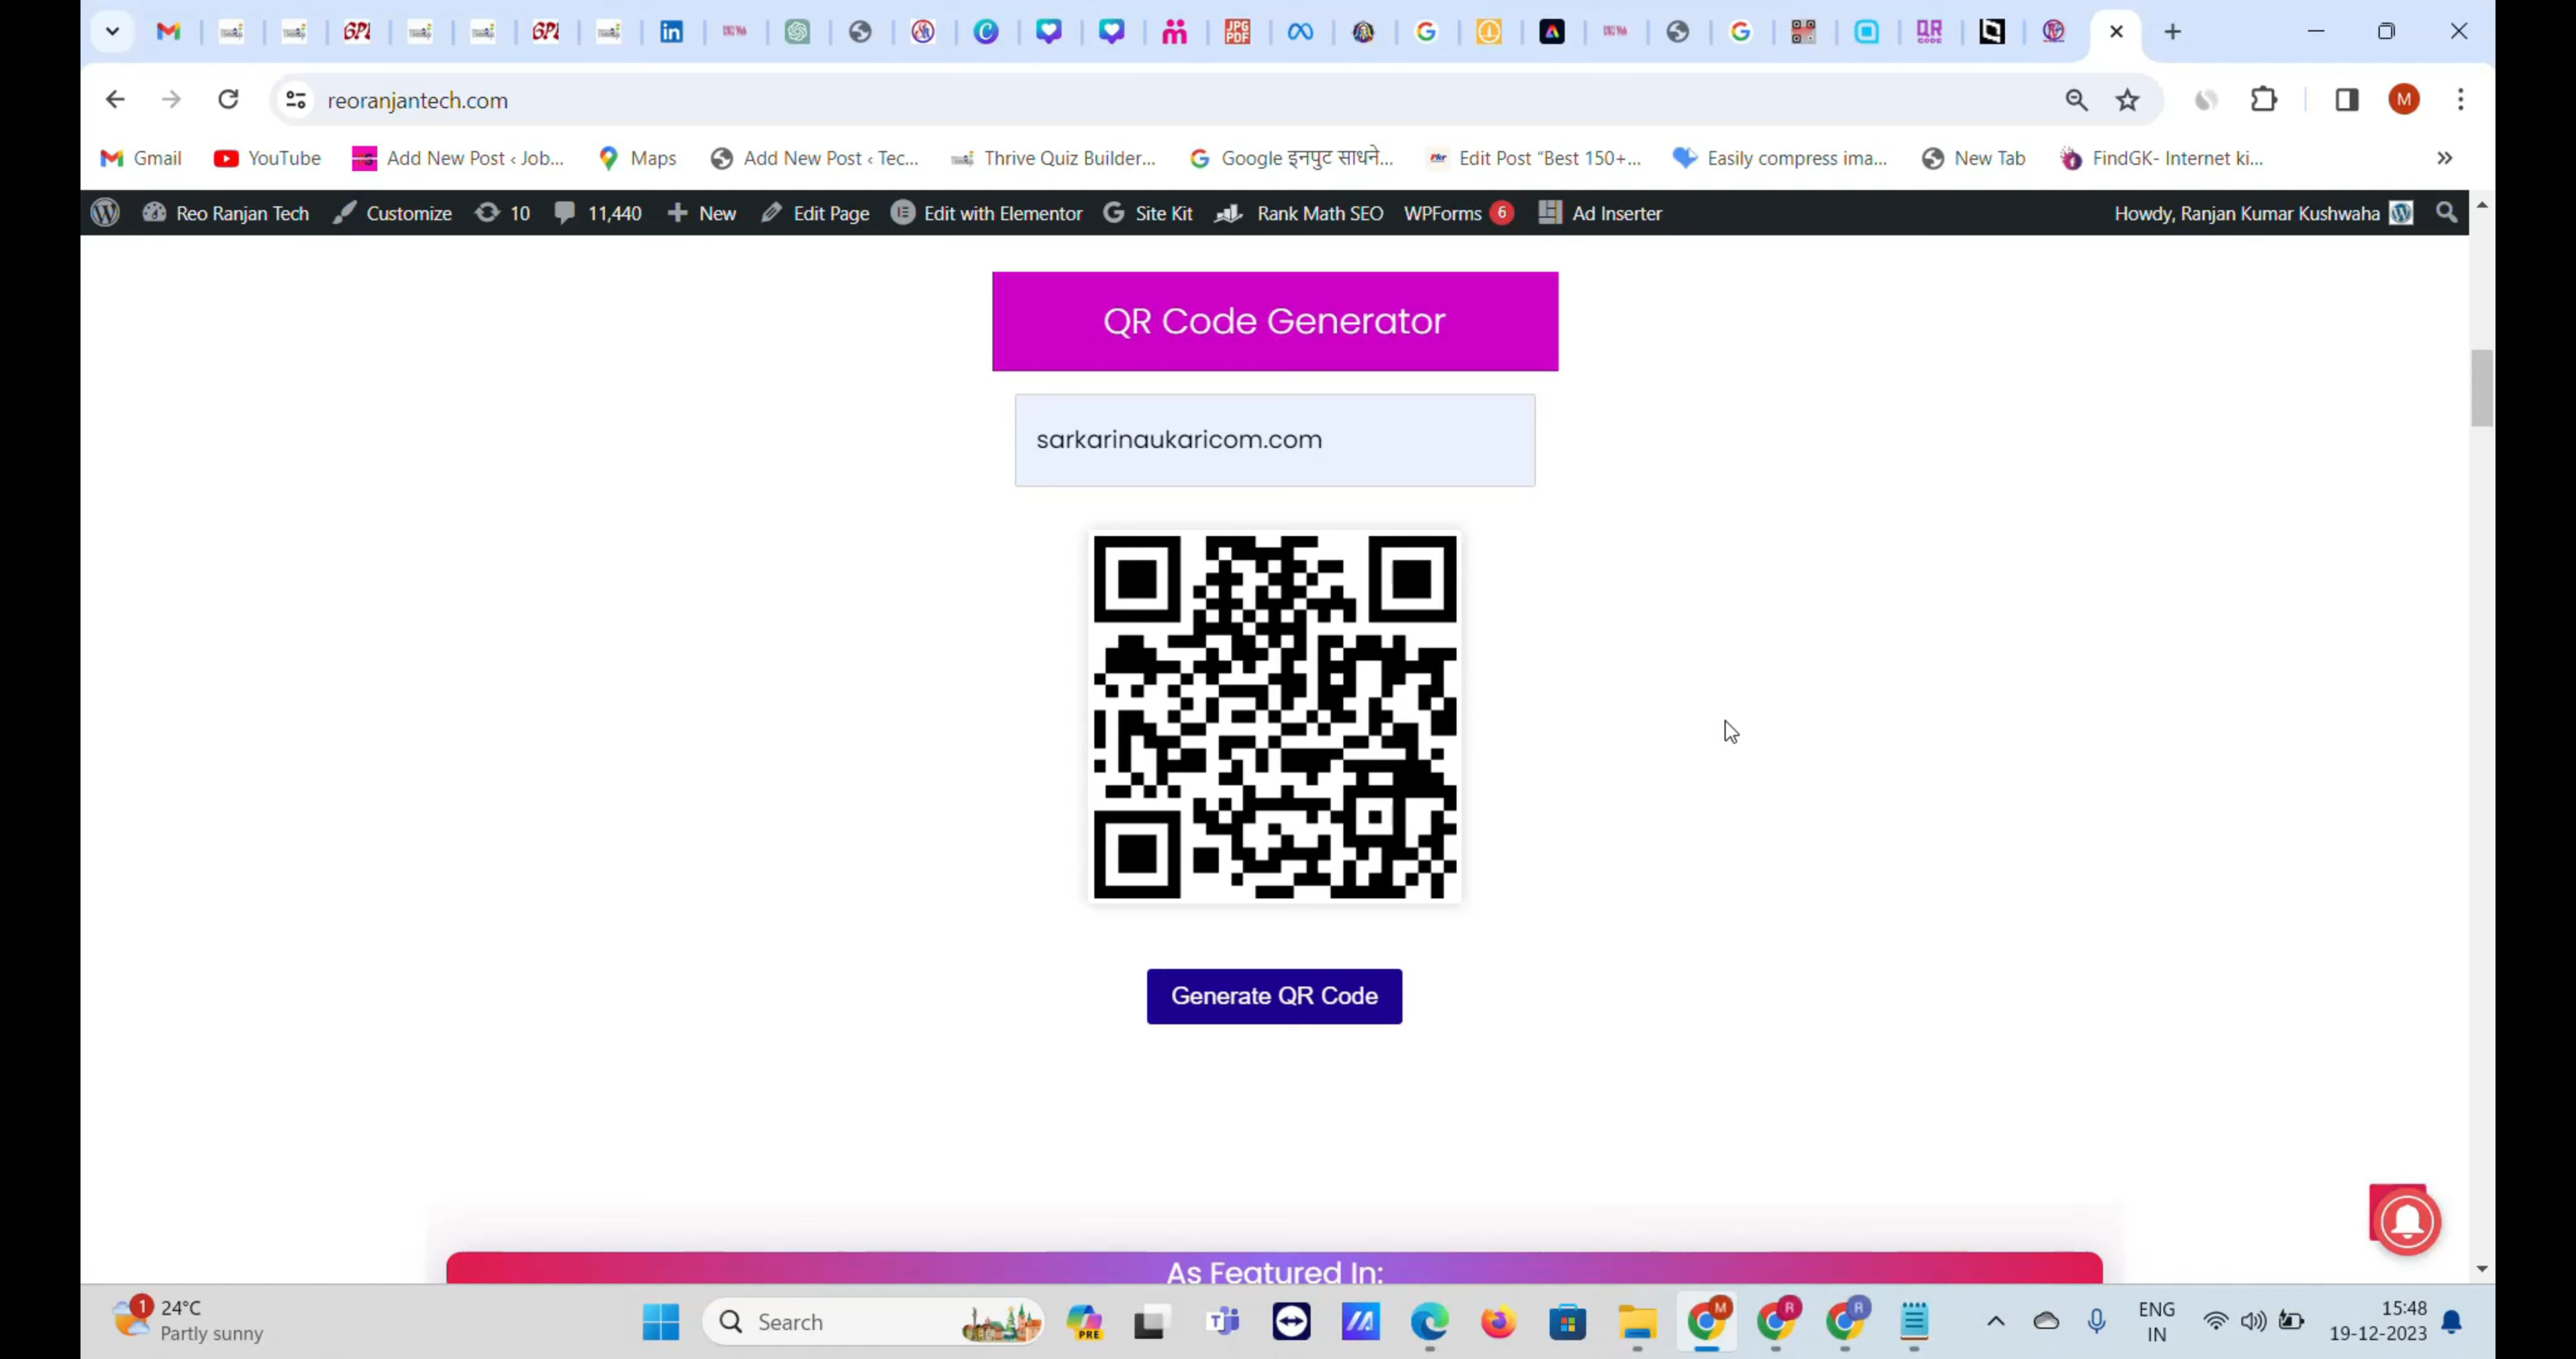 reoranjantech.com
M
Gmail YouTube Add New Post ‹ Job... Maps Add New Post ‹ Tec... Thrive Quiz Builder... Google इनपुट साधने... Edit Post “Best 150+... Easily compress ima... New Tab FindGK- Internet ki...
Reo Ranjan Tech Customize 10 11,440 New Edit Page Edit with Elementor Site Kit Rank Math SEO WPForms 6 Ad Inserter Howdy, Ranjan Kumar Kushwaha
QR Code Generator
sarkarinaukaricom.com
Generate QR Code
As Featured In:
1 24°C
Partly sunny
Search
PRE
M
R
R
ENG
IN
15:48
19-12-2023